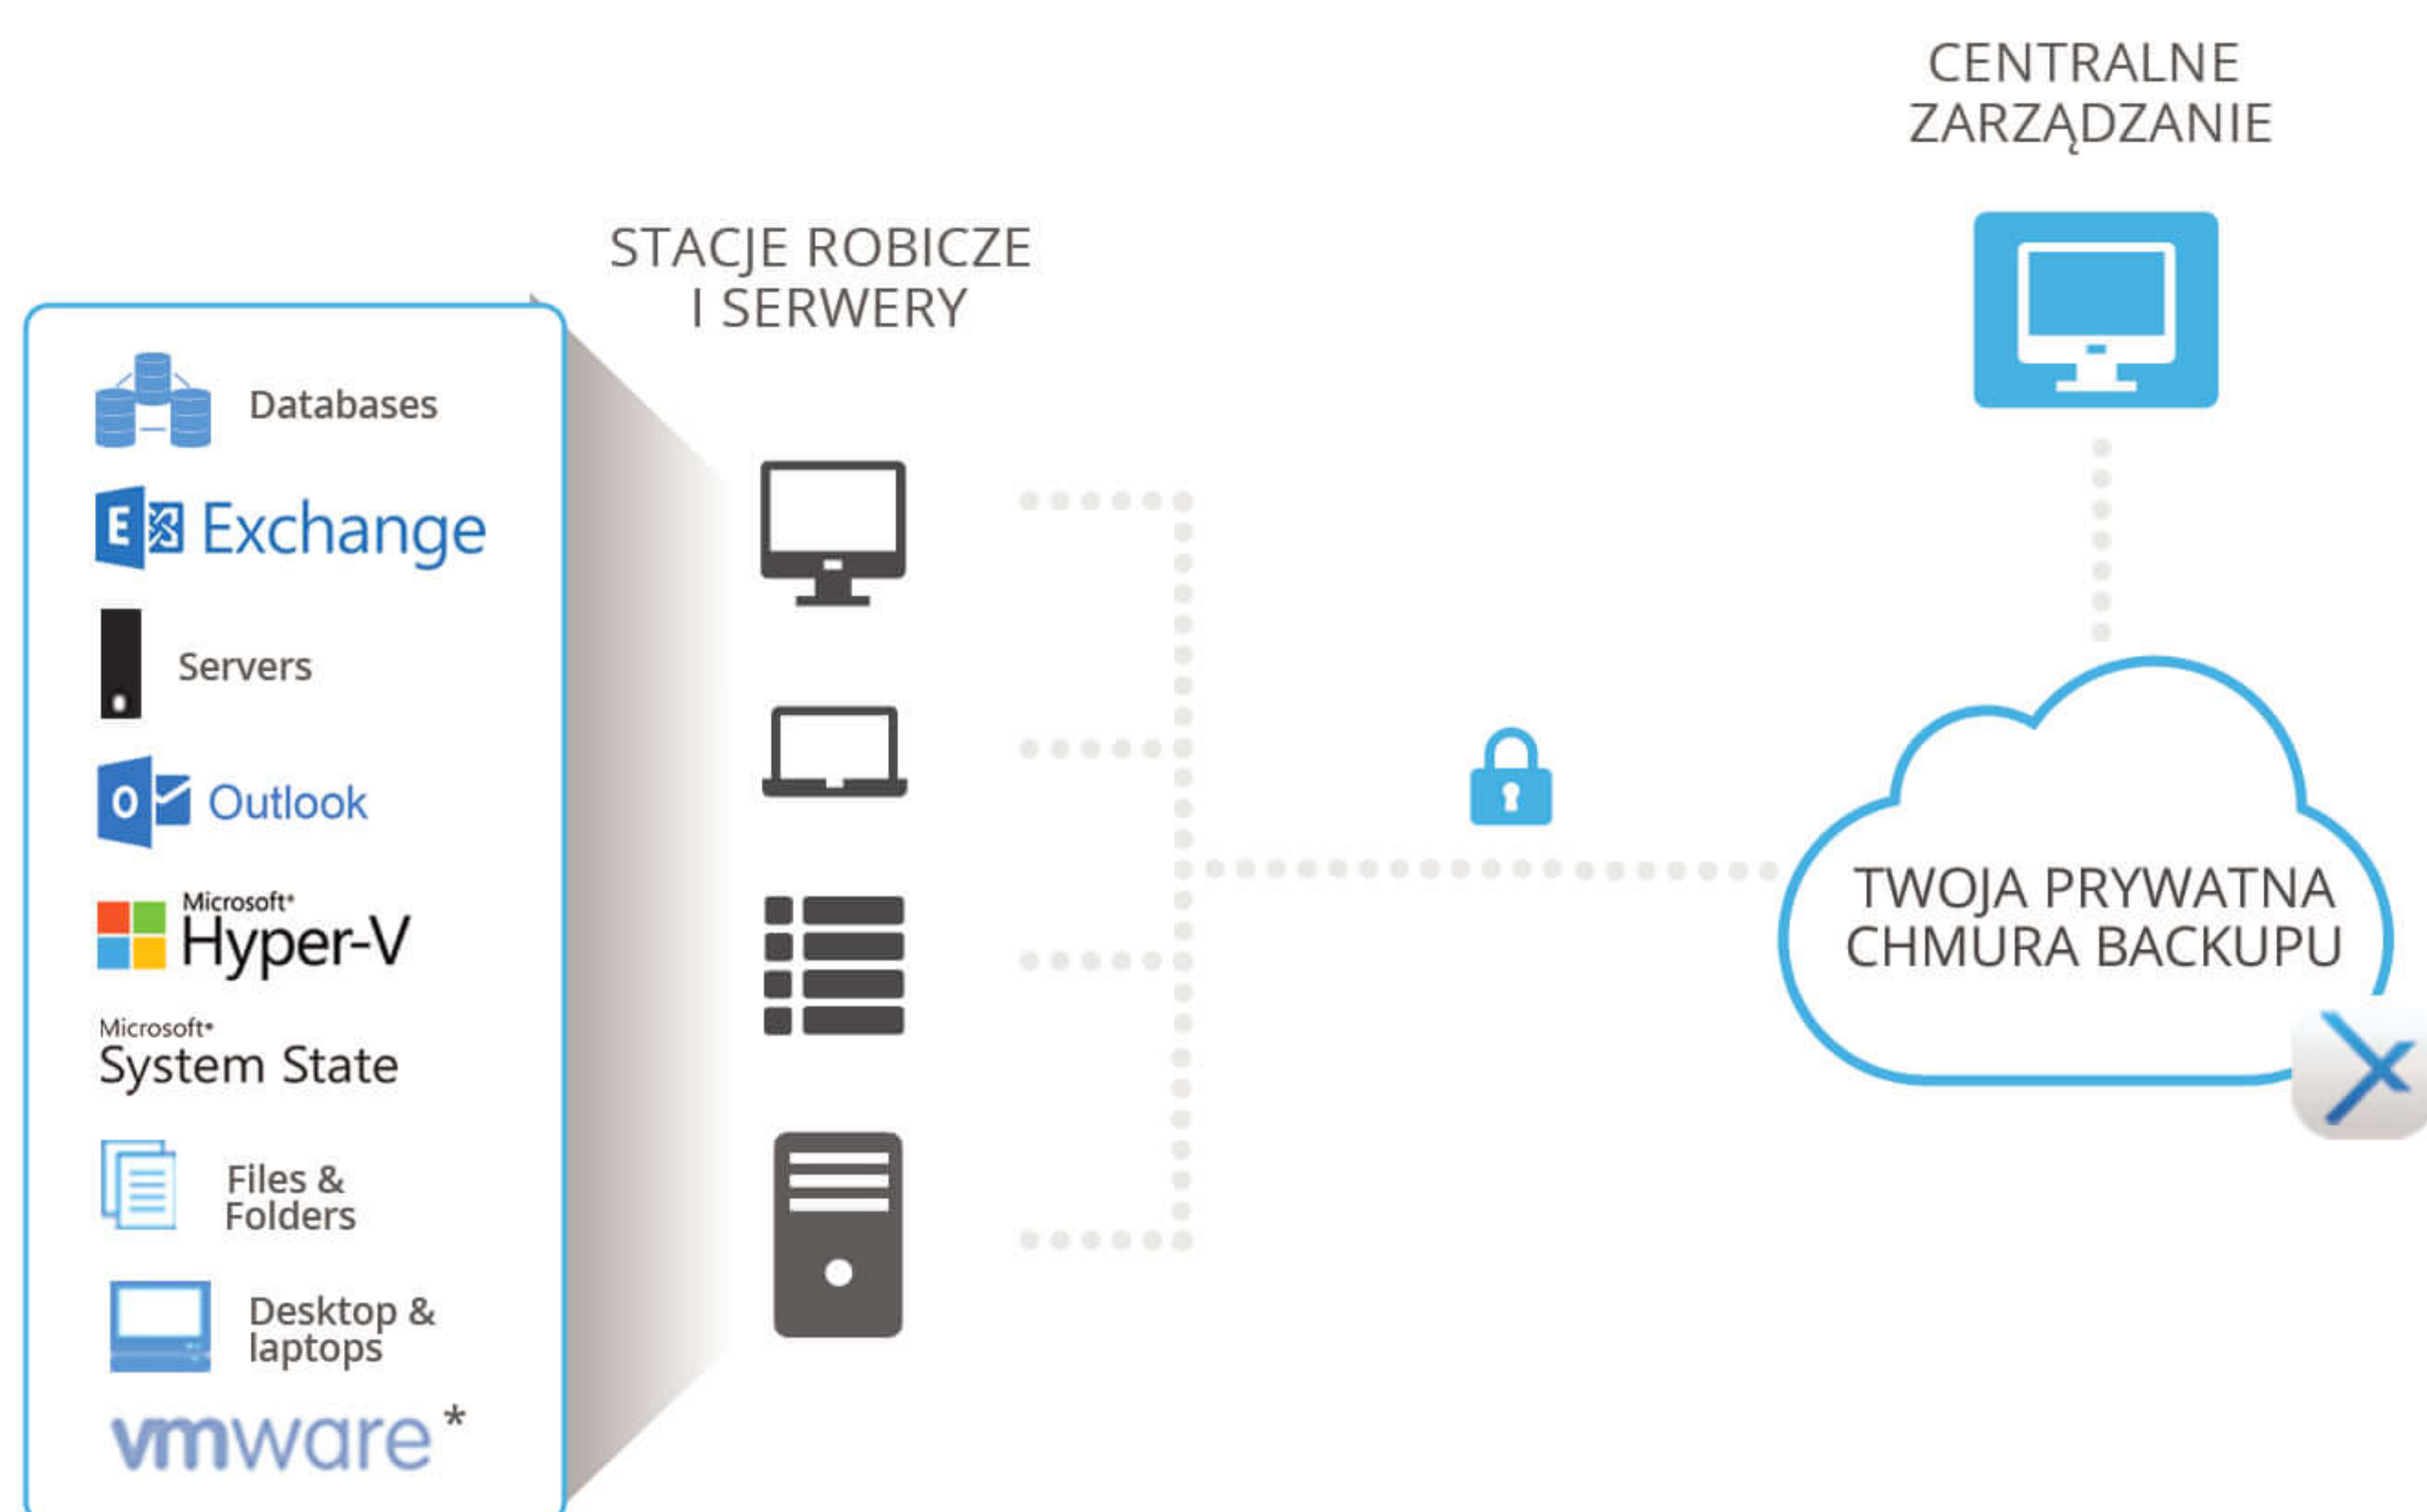 CENTRALNE
ZARZĄDZANIE
STACJE ROBICZE
I SERWERY
Databases
E Exchange
Servers
O Outlook
Microsoft
Hyper-V
Microsoft
System State
Files &
Folders
Desktop &
laptops
vmware*
TWOJA PRYWATNA
CHMURA BACKUPU